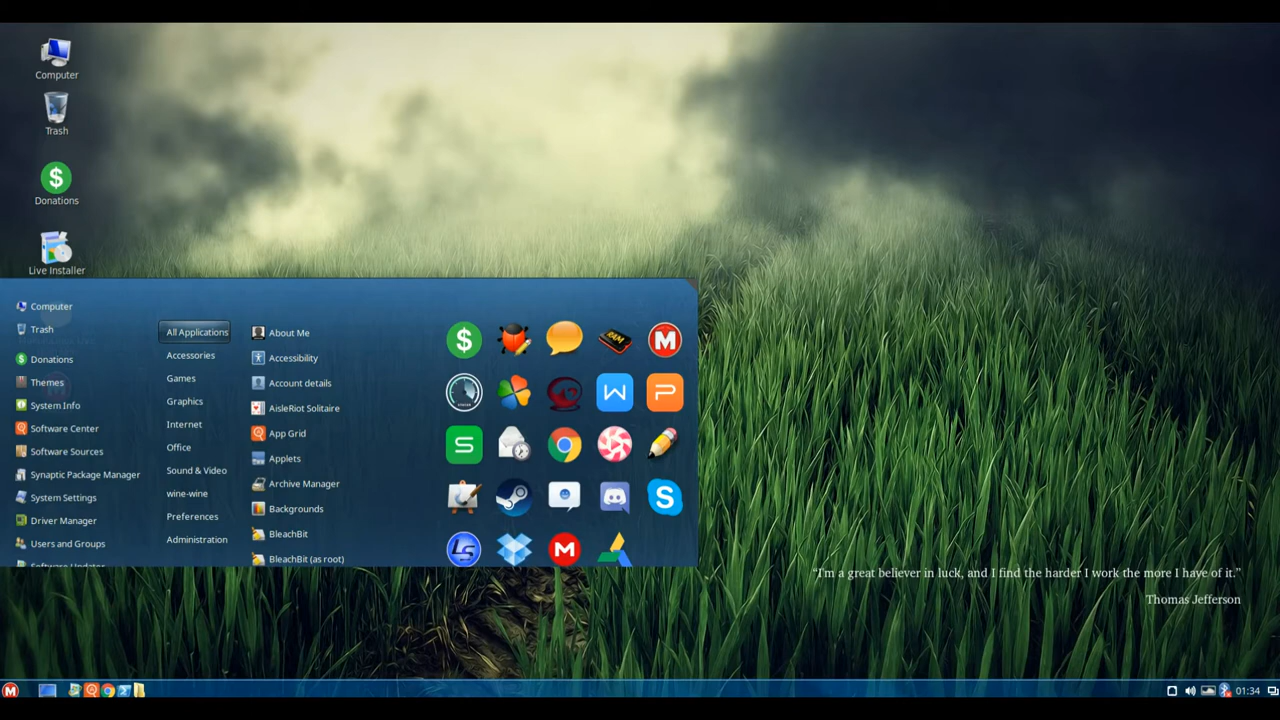 Computer
Trash
Donations
Live Installer
Computer
Trash
Donations
Themes
System Info
Software Center
Software Sources
Synaptic Package Manager
System Settings
Driver Manager
Users and Groups
Software Updater
All Applications
Accessories
Games
Graphics
Internet
Office
Sound & Video
wine-wine
Preferences
Administration
About Me
Accessibility
Account details
AisleRiot Solitaire
App Grid
Applets
Archive Manager
Backgrounds
BleachBit
BleachBit (as root)
“I'm a great believer in luck, and I find the harder I work the more I have of it.”
Thomas Jefferson
01:34